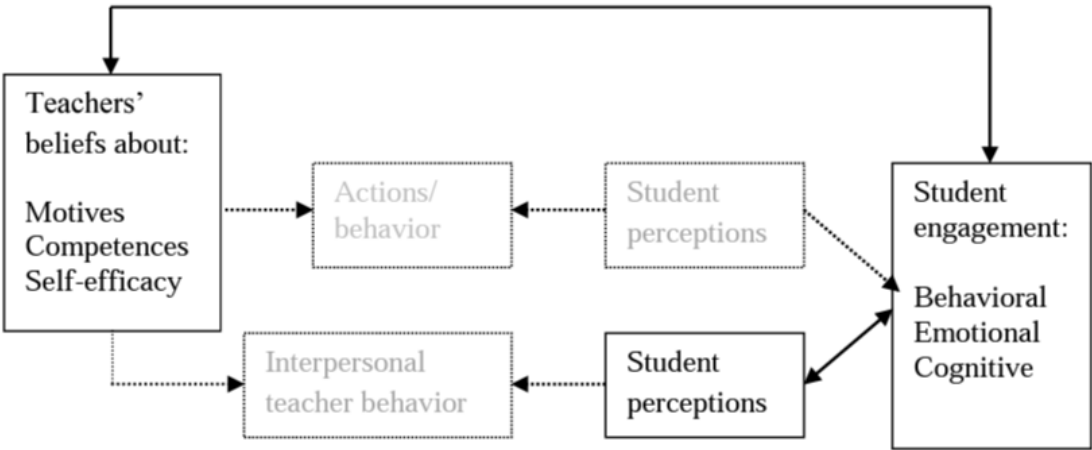 Teachers’
beliefs about:
Motives
Competences
Self-efficacy
Actions/
behavior
Student
perceptions
Student
engagement:
Behavioral
Emotional
Cognitive
Interpersonal
teacher behavior
Student
perceptions